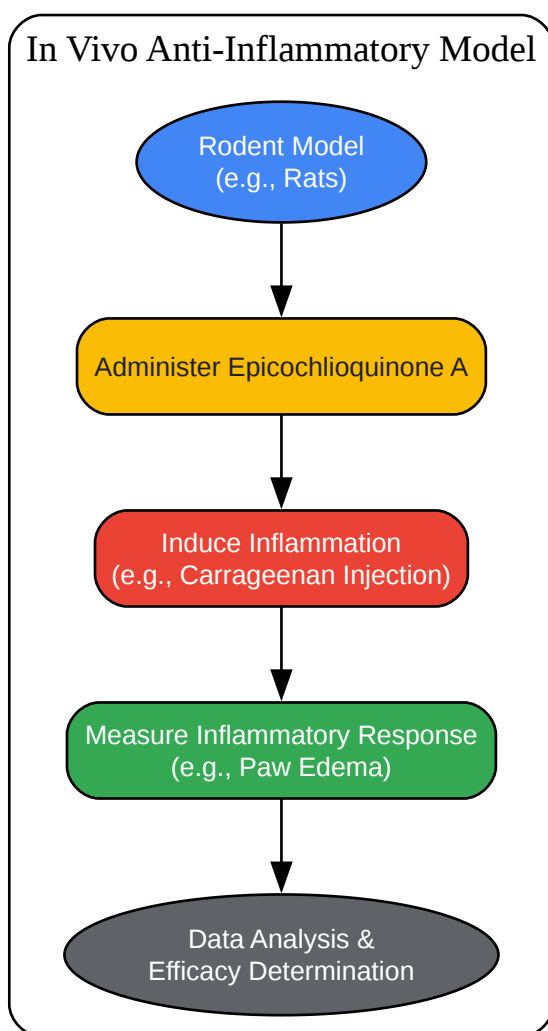 In Vivo Anti-Inflammatory Model
Rodent Model
(e.g., Rats)
Administer Epicochlioquinone A
Induce Inflammation
(e.g., Carrageenan Injection)
Measure Inflammatory Response
(e.g., Paw Edema)
Data Analysis &
Efficacy Determination